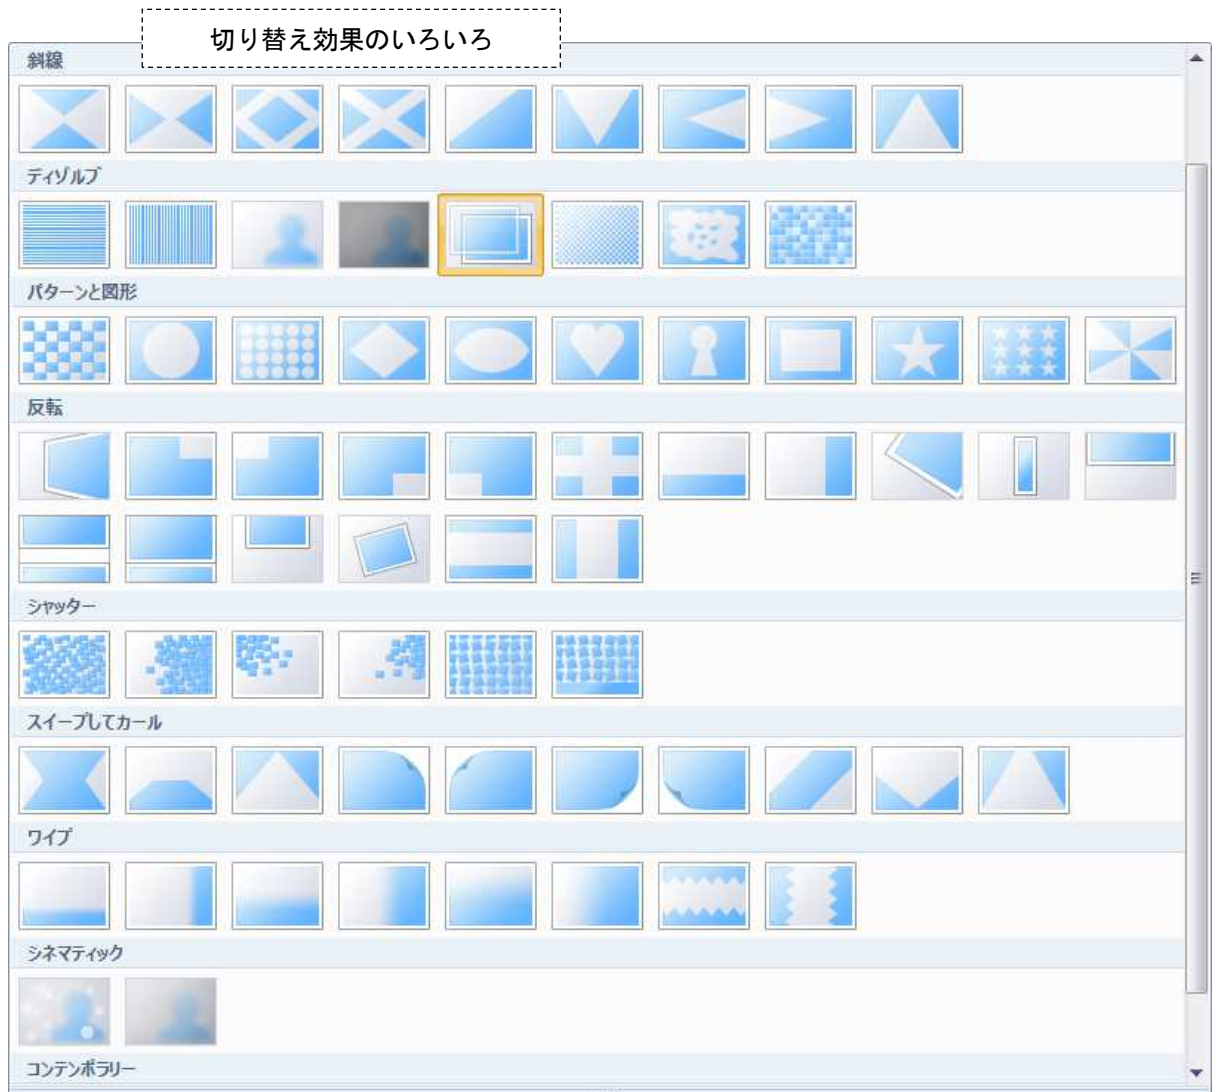 切り替え効果のいろいろ
斜線
ディゾルブ
パターンと図形
反転
シャッター
スイープしてカール
ワイプ
シネマティック
コンテンポラリー